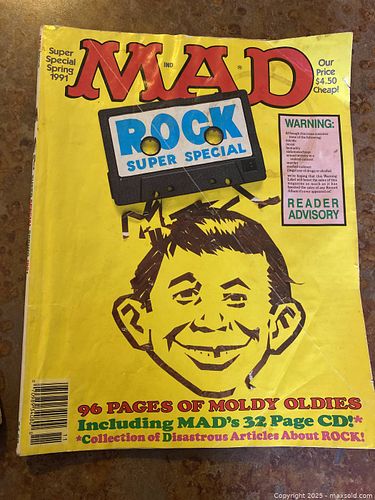 Super
Special
Spring
1991
MAD
IND
Our
Price
$4.50
Cheap!
ROCK
SUPER SPECIAL
WARNING:
READER
ADVISORY
96 PAGES OF MOLDY OLDIES
Including MAD's 32 Page CD!*
*Collection of Disastrous Articles About ROCK!
Copyright 2025 - maxsold.com